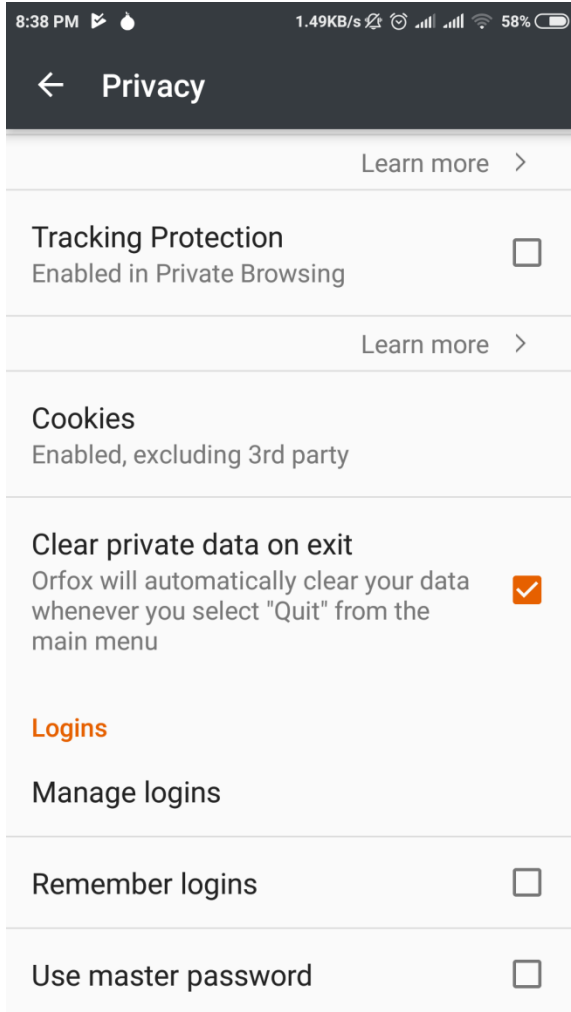 8:38 PM 1.49KB/s 58%
Privacy
Learn more
Tracking Protection
Enabled in Private Browsing
Learn more
Cookies
Enabled, excluding 3rd party
Clear private data on exit
Orfox will automatically clear your data
whenever you select "Quit" from the
main menu
Logins
Manage logins
Remember logins
Use master password